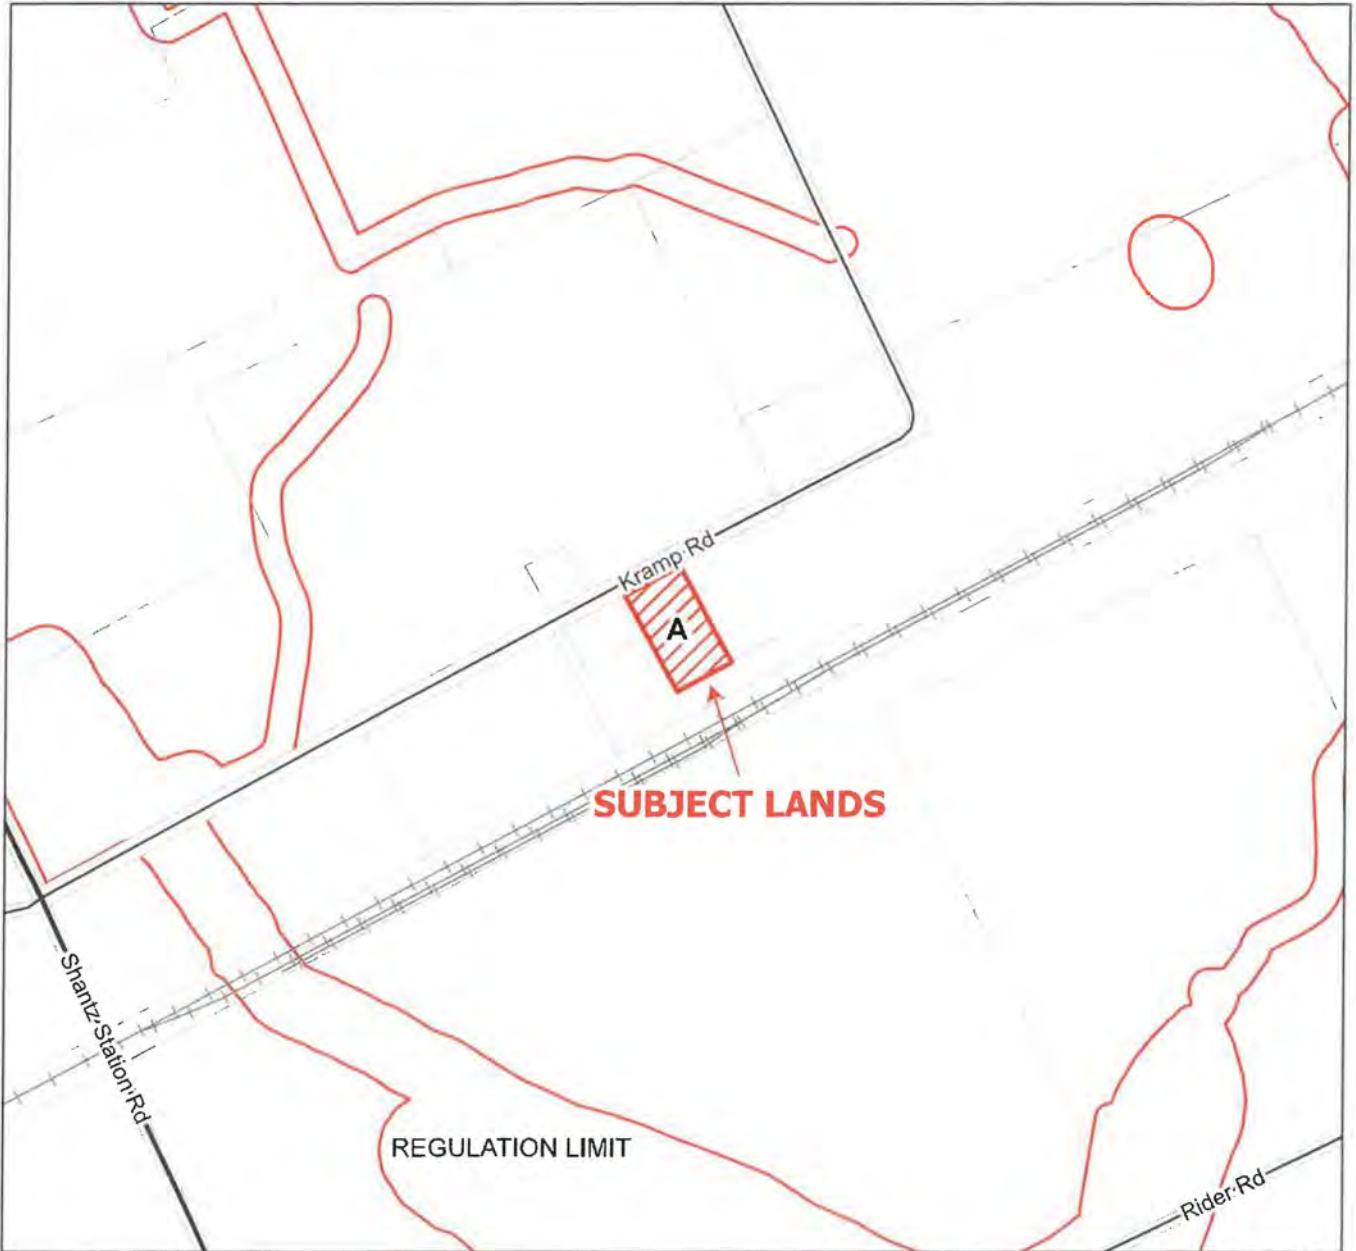 Kramp Rd
A
SUBJECT LANDS
Shantz Station Rd
REGULATION LIMIT
Rider Rd